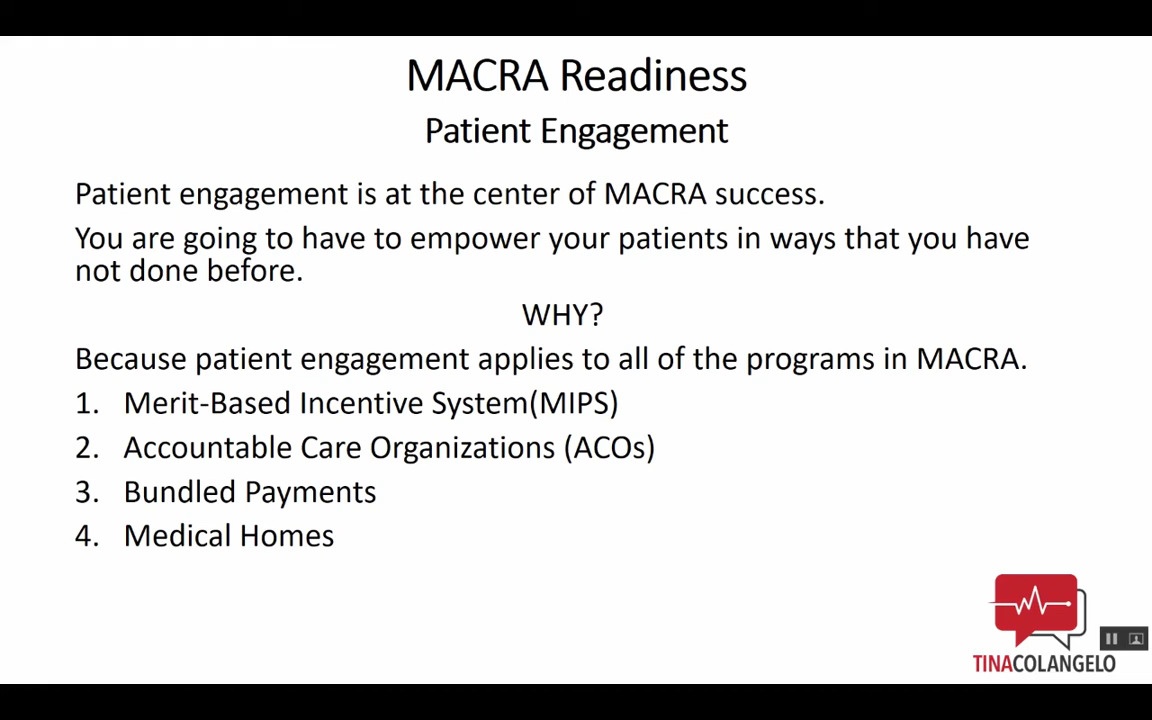 MACRA Readiness
Patient Engagement
Patient engagement is at the center of MACRA success.
You are going to have to empower your patients in ways that you have
not done before.
WHY?
Because patient engagement applies to all of the programs in MACRA.
1. Merit-Based Incentive System(MIPS)
2. Accountable Care Organizations (ACOs)
3. Bundled Payments
4. Medical Homes
TINACOLANGELO